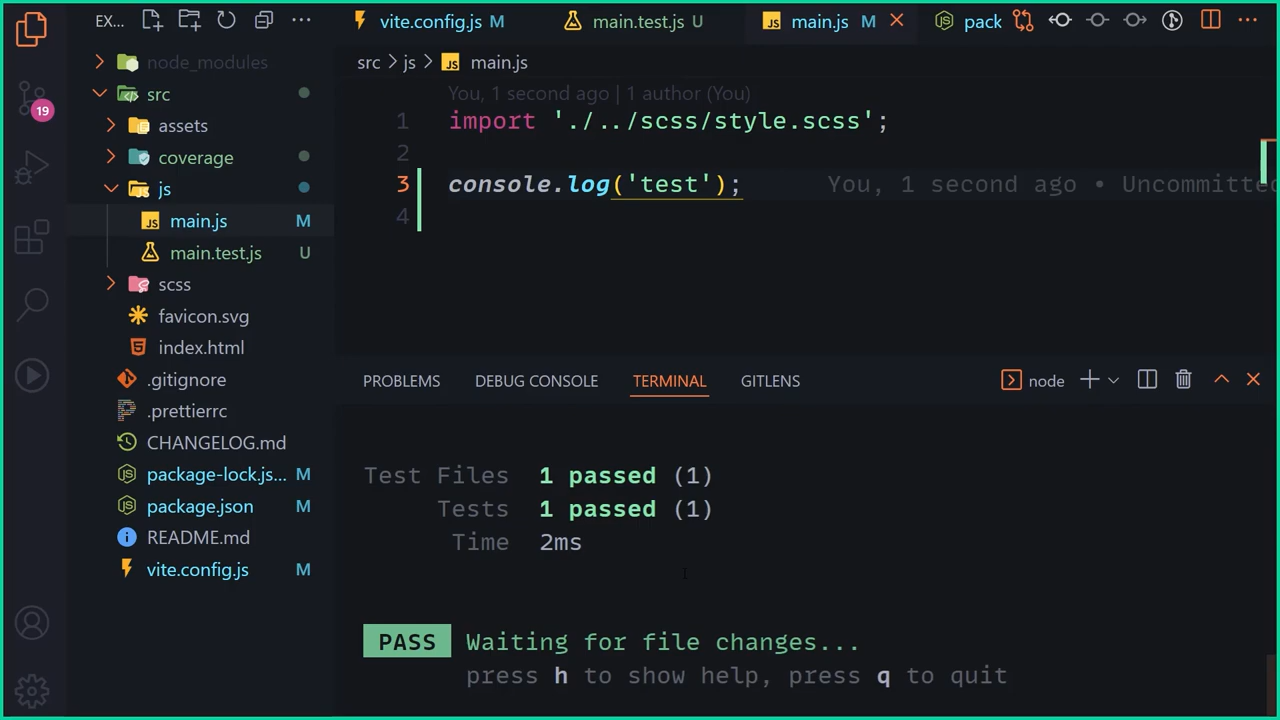 EX...
vite.config.js M
main.test.js U
main.js M
pack
node_modules
src
assets
coverage
js
main.js M
main.test.js U
scss
favicon.svg
index.html
.gitignore
.prettierrc
CHANGELOG.md
package-lock.js... M
package.json M
README.md
vite.config.js M
19
src > js > JS main.js
You, 1 second ago | 1 author (You)
1 import './../scss/style.scss';
2
3 console.log('test'); You, 1 second ago • Uncommitted
4
PROBLEMS DEBUG CONSOLE TERMINAL GITLENS
node
Test Files 1 passed (1)
Tests 1 passed (1)
Time 2ms
PASS Waiting for file changes...
press h to show help, press q to quit